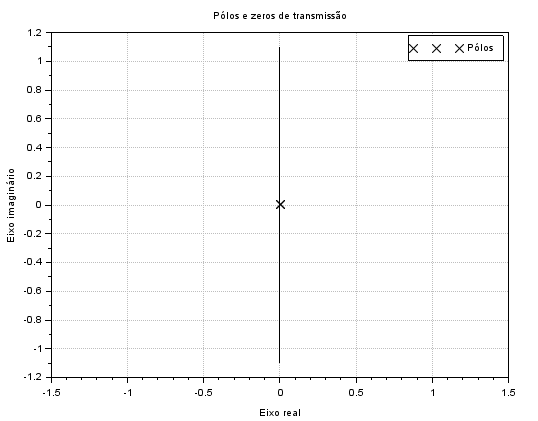 Pólos e zeros de transmissão
Pólos
1.2
1
0.8
0.6
0.4
0.2
0
-0.2
-0.4
-0.6
-0.8
-1
-1.2
Eixo imaginário
-1.5 -1 -0.5 0 0.5 1 1.5
Eixo real